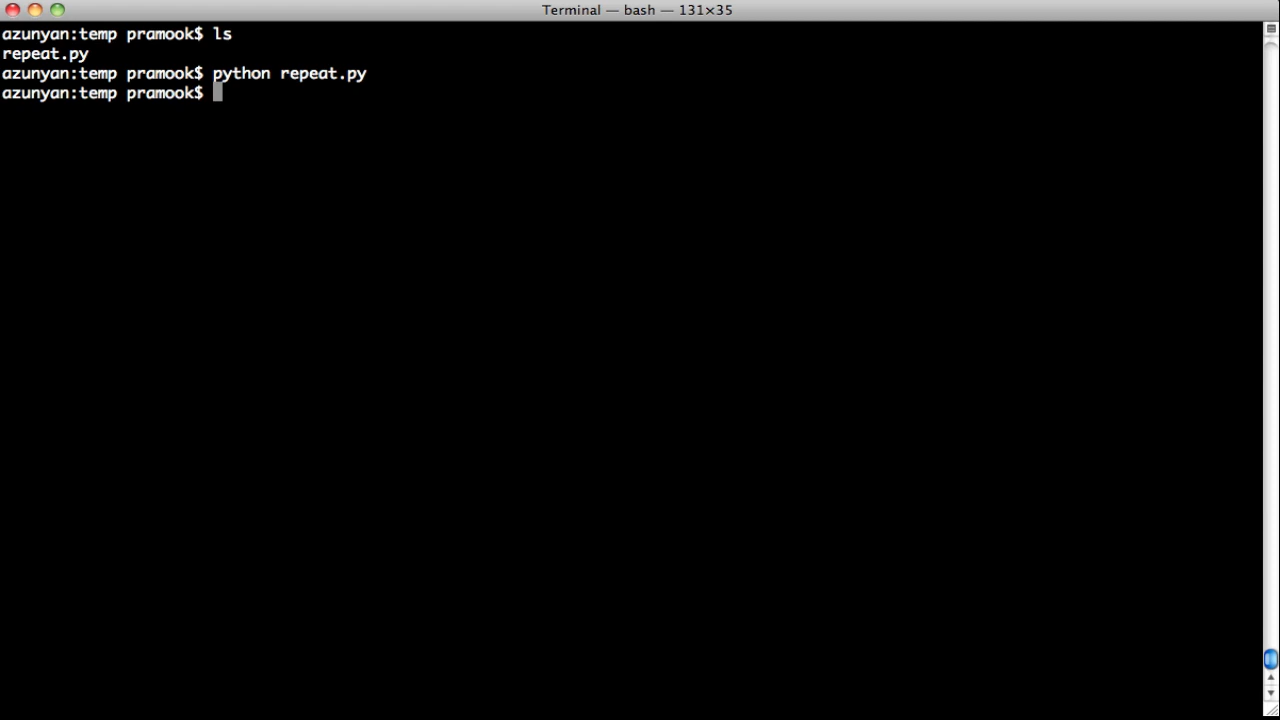 Terminal — bash — 131×35
azunyan:temp pramook$ ls
repeat.py
azunyan:temp pramook$ python repeat.py
azunyan:temp pramook$